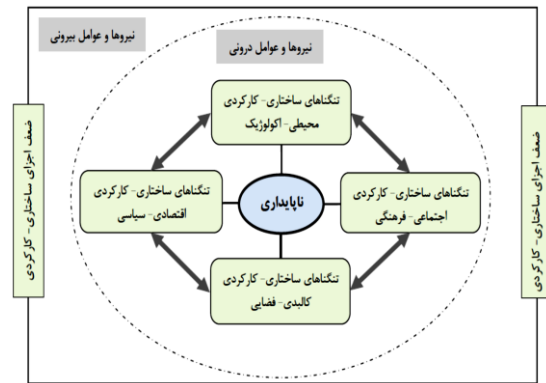 نیروها و عوامل بیرونی
نیروها و عوامل درونی
تنگناهای ساختاری- کارکردی
محیطی- اکولوژیک
تنگناهای ساختاری- کارکردی
اجتماعی- فرهنگی
ناپایداری
تنگناهای ساختاری- کارکردی
اقتصادی- سیاسی
تنگناهای ساختاری- کارکردی
کالبدی- فضایی
ضعف اجزای ساختاری- کارکردی
ضعف اجزای ساختاری- کارکردی